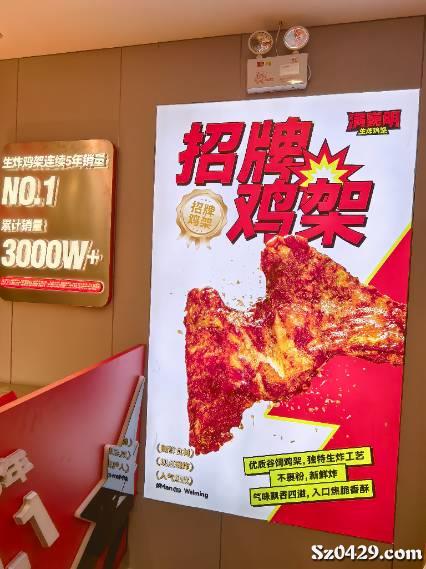 生炸鸡架连续5年销量
NO.1
累计销量
3000W+
满家明
生炸鸡架
招牌
鸡架
招牌
鸡架
优质谷饲鸡架，独特生炸工艺
不裹粉，新鲜炸
气味飘香四溢，入口焦脆香酥
年
1
Sz0429.com